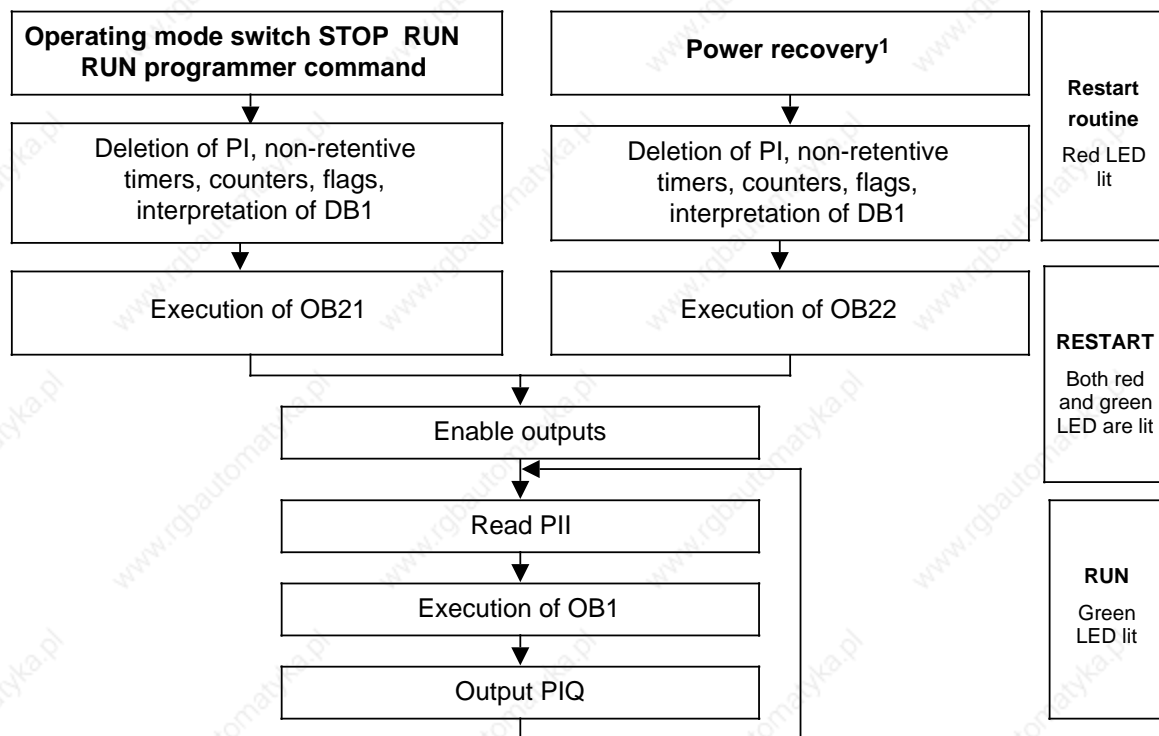 Operating mode switch STOP RUN
RUN programmer command
Power recovery1
Restart
routine
Red LED
lit
Deletion of PI, non-retentive
timers, counters, flags,
interpretation of DB1
Deletion of PI, non-retentive
timers, counters, flags,
interpretation of DB1
Execution of OB21
Execution of OB22
RESTART
Both red
and green
LED are lit
Enable outputs
Read PII
Execution of OB1
Output PIQ
RUN
Green
LED lit
www.rgbautomatyka.pl